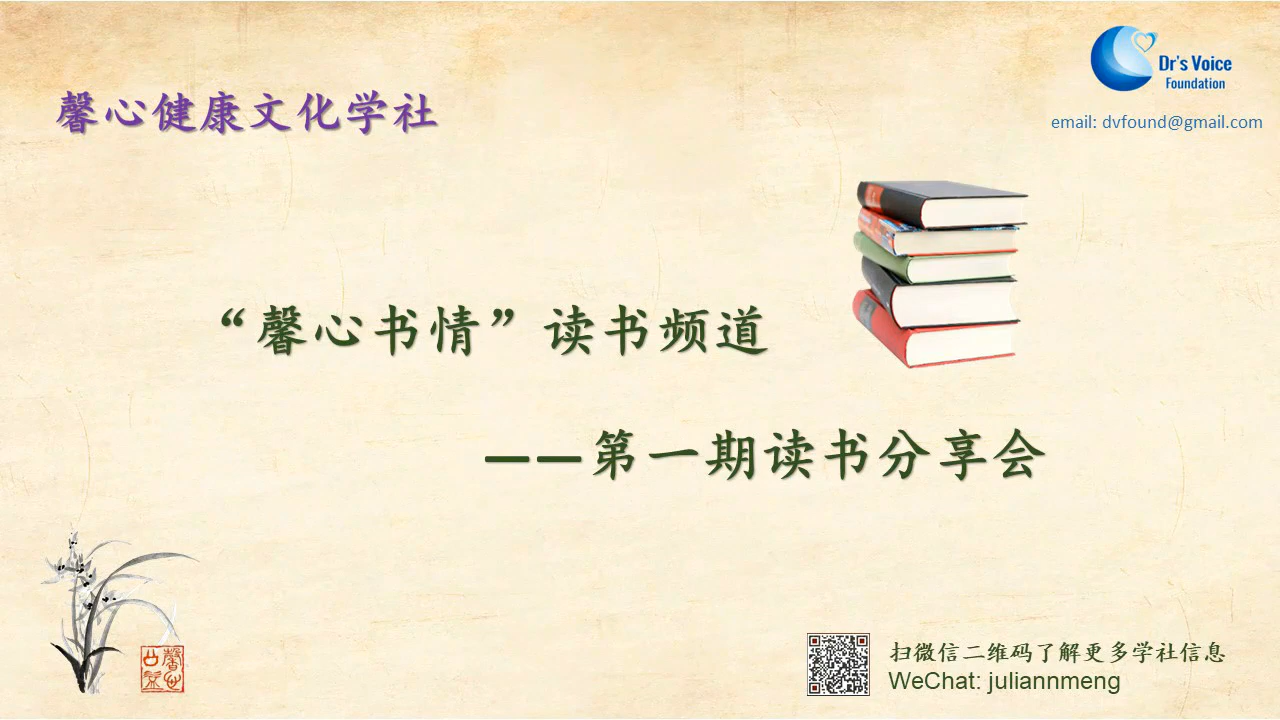 馨心健康文化学社
Dr's Voice
Foundation
email: dvfound@gmail.com
“馨心书情”读书频道
——第一期读书分享会
扫微信二维码了解更多学社信息
WeChat: juliannmeng